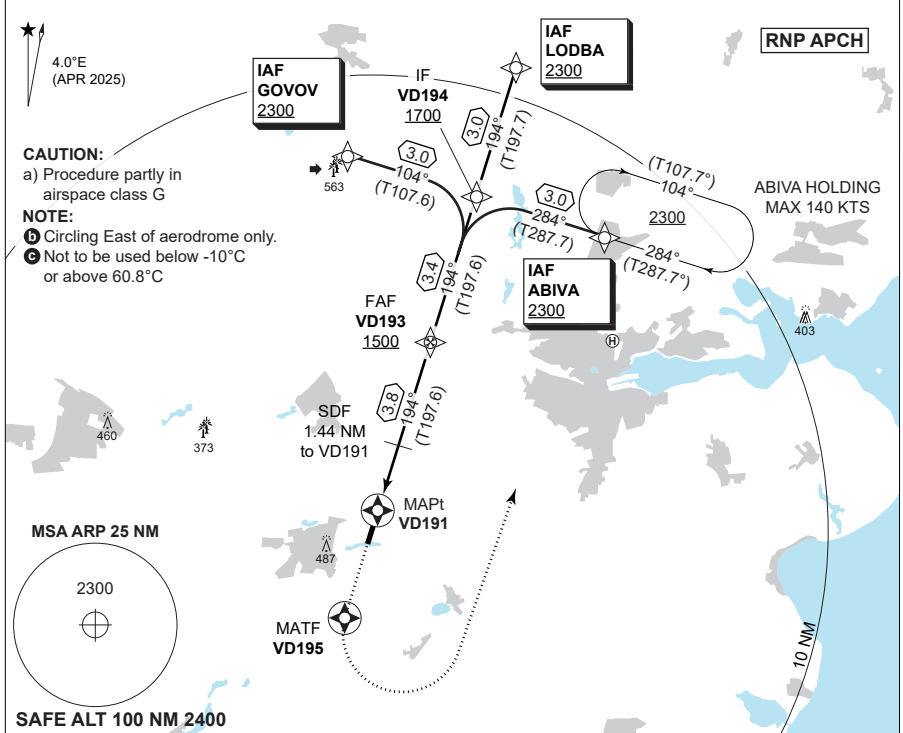 4.0°E
(APR 2025)
IAF
GOVOV
2300
IF
VD194
1700
IAF
LODBA
2300
RNP APCH
CAUTION:
a) Procedure partly in
airspace class G
NOTE:
b Circling East of aerodrome only.
c Not to be used below -10°C
or above 60.8°C
563
3.0
104°
(T107.6)
3.0
194°
(T197.7)
3.0
284°
(T287.7)
(T107.7°)
104°
2300
284°
(T287.7°)
ABIVA HOLDING
MAX 140 KTS
IAF
ABIVA
2300
3.4
194°
(T197.6)
FAF
VD193
1500
H
403
3.8
194°
(T197.6)
SDF
1.44 NM
to VD191
460
373
MAPt
VD191
487
MATF
VD195
MSA ARP 25 NM
2300
SAFE ALT 100 NM 2400
10 NM